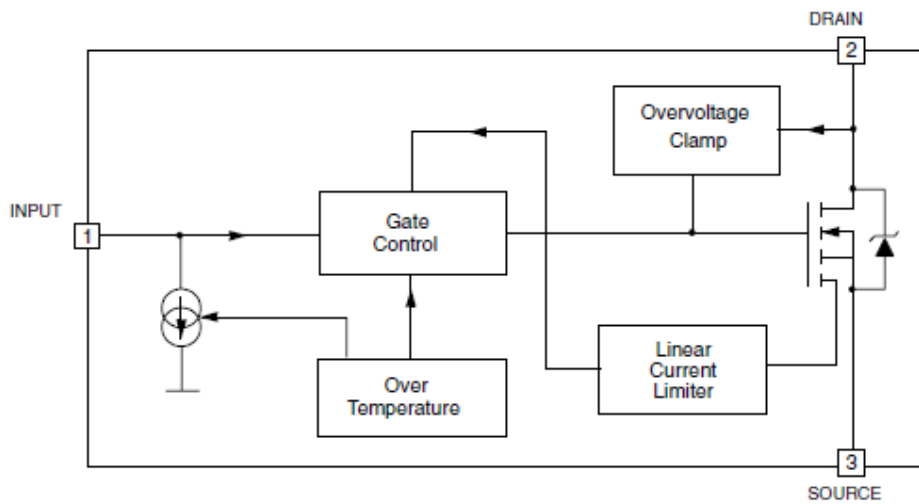 DRAIN
2
Overvoltage
Clamp
INPUT
1
Gate
Control
Over
Temperature
Linear
Current
Limiter
3
SOURCE